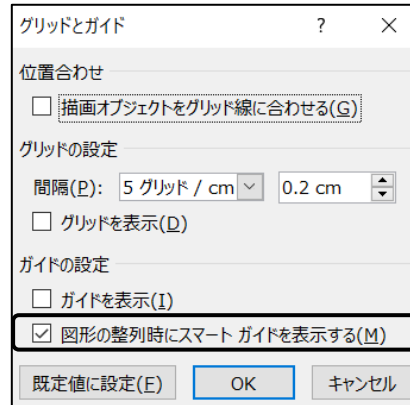 グリッドとガイド ? ×
位置合わせ
描画オブジェクトをグリッド線に合わせる(G)
グリッドの設定
間隔(P): 5 グリッド / cm 0.2 cm
グリッドを表示(D)
ガイドの設定
ガイドを表示(I)
図形の整列時にスマート ガイドを表示する(M)
既定値に設定(F) OK キャンセル